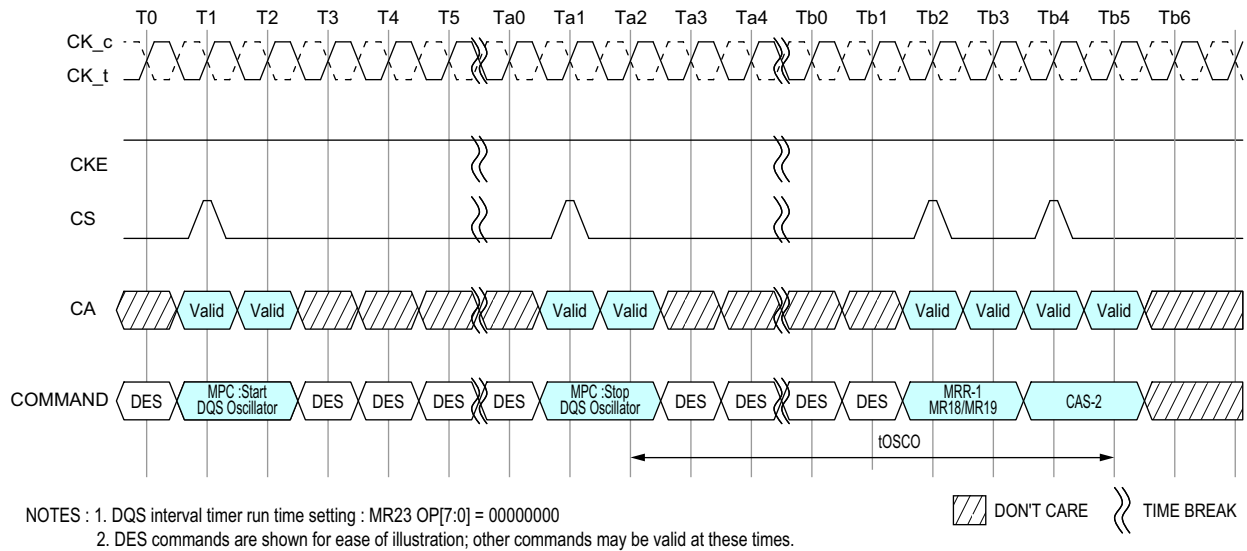 T0 T1 T2 T3 T4 T5 Ta0 Ta1 Ta2 Ta3 Ta4 Tb0 Tb1 Tb2 Tb3 Tb4 Tb5 Tb6
CK_c
CK_t
CKE
CS
CA Valid Valid Valid Valid Valid Valid Valid Valid
COMMAND DES MPC :Start DES DES DES DES MPC :Stop DES DES DES DES MRR-1 CAS-2
DQS Oscillator DQS Oscillator MR18/MR19
tOSCO
NOTES : 1. DQS interval timer run time setting : MR23 OP[7:0] = 00000000
2. DES commands are shown for ease of illustration; other commands may be valid at these times.
DON'T CARE TIME BREAK